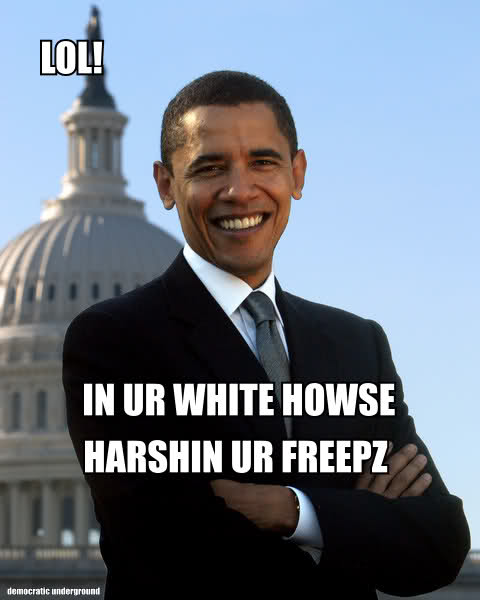 LOL!
IN UR WHITE HOWSE
HARSHIN UR FREEPZ
democratic underground